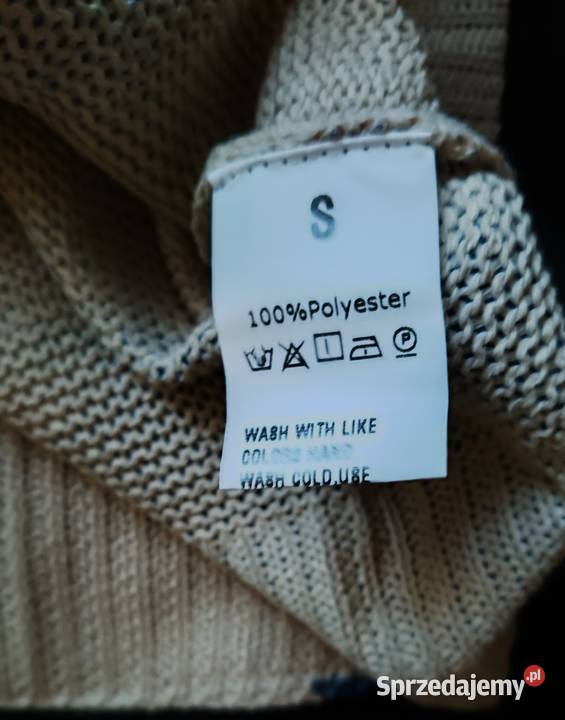 S
100%Polyester
P
WASH WITH LIKE
COLORS HAND
WASH COLD,USE
Sprzedajemy.pl